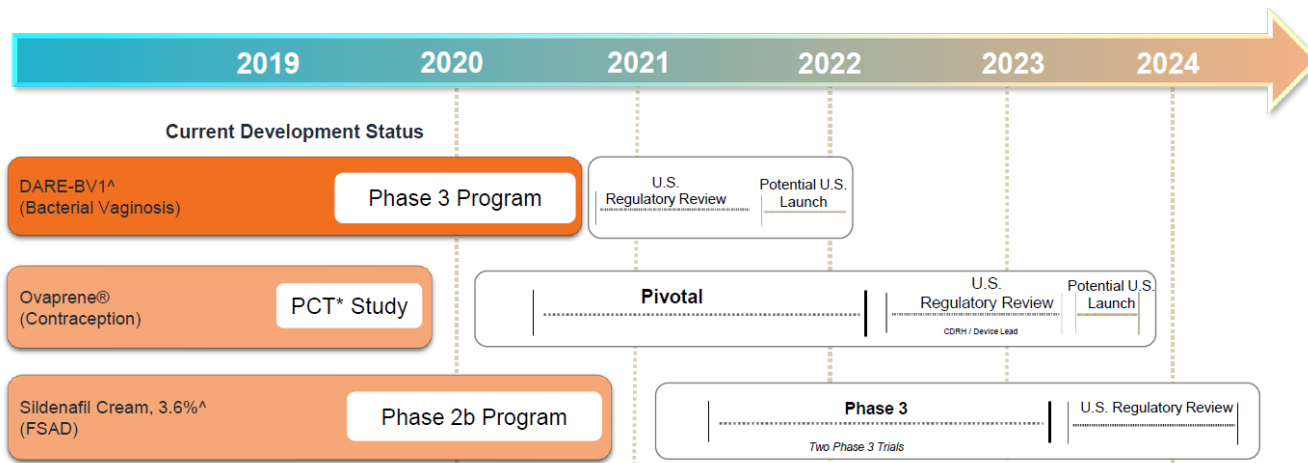 2019 2020 2021 2022 2023 2024
Current Development Status
DARE-BV1^
(Bacterial Vaginosis)
Phase 3 Program
U.S.
Regulatory Review
Potential U.S.
Launch
Ovaprene®
(Contraception)
PCT* Study
Pivotal
U.S.
Regulatory Review
CDRH / Device Lead
Potential U.S.
Launch
Sildenafil Cream, 3.6%^
(FSAD)
Phase 2b Program
Phase 3
Two Phase 3 Trials
U.S. Regulatory Review